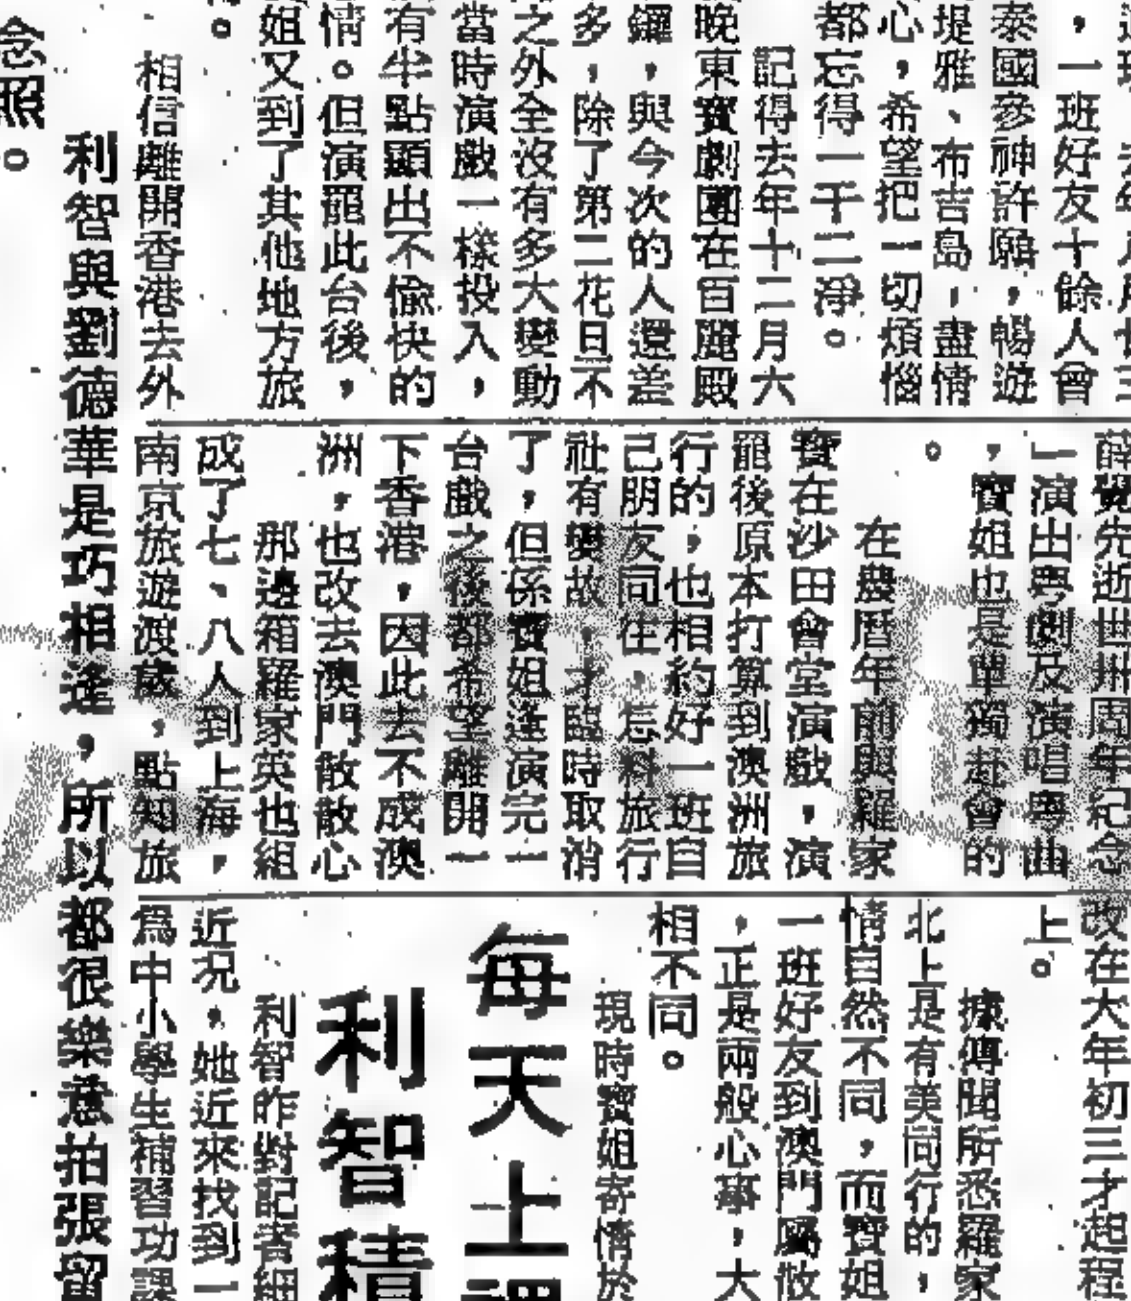 ，一班好友十餘人會
泰國參神許願，暢遊
堤雅、布吉島，盡情
心，希望把一切煩惱
都忘得一干二淨。
記得去年十二月六
晚東寶劇團在百麗殿
鑼，與今次的人還差
多，除了第二花旦不
之外全沒有多大變動
當時演戲一樣投入，
有半點顯出不愉快的
情。但演罷此台後，
姐又到了其他地方旅
。
相信離開香港去外
薛覺先逝世卅周年紀念
」演出粵劇及演唱粵曲
，寶姐也是單獨赴會的
。
在農曆年前與羅家
寶在沙田會堂演戲，演
罷後原本打算到澳洲旅
行的，也相約好一班自
己朋友同往，怎料旅行
社有變故，才臨時取消
了，但係寶姐逢演完一
台戲之後都希望離開一
下香港，因此去不成澳
洲，也改去澳門散散心
那邊箱羅家英也組
成了七、八人到上海，
南京旅遊渡歲，點知旅
改在大年初三才起程
上。
據傳聞所悉羅家
北上是有美同行的，
情自然不同，而寶姐
一班好友到澳門屬散
，正是兩般心事，大
相不同。
現時寶姐寄情於
每天上課
利智積
利智昨對記者細
近況，她近來找到一
為中小學生補習功課
利智與劉德華是巧相逢，所以都很樂意拍張留
念照。